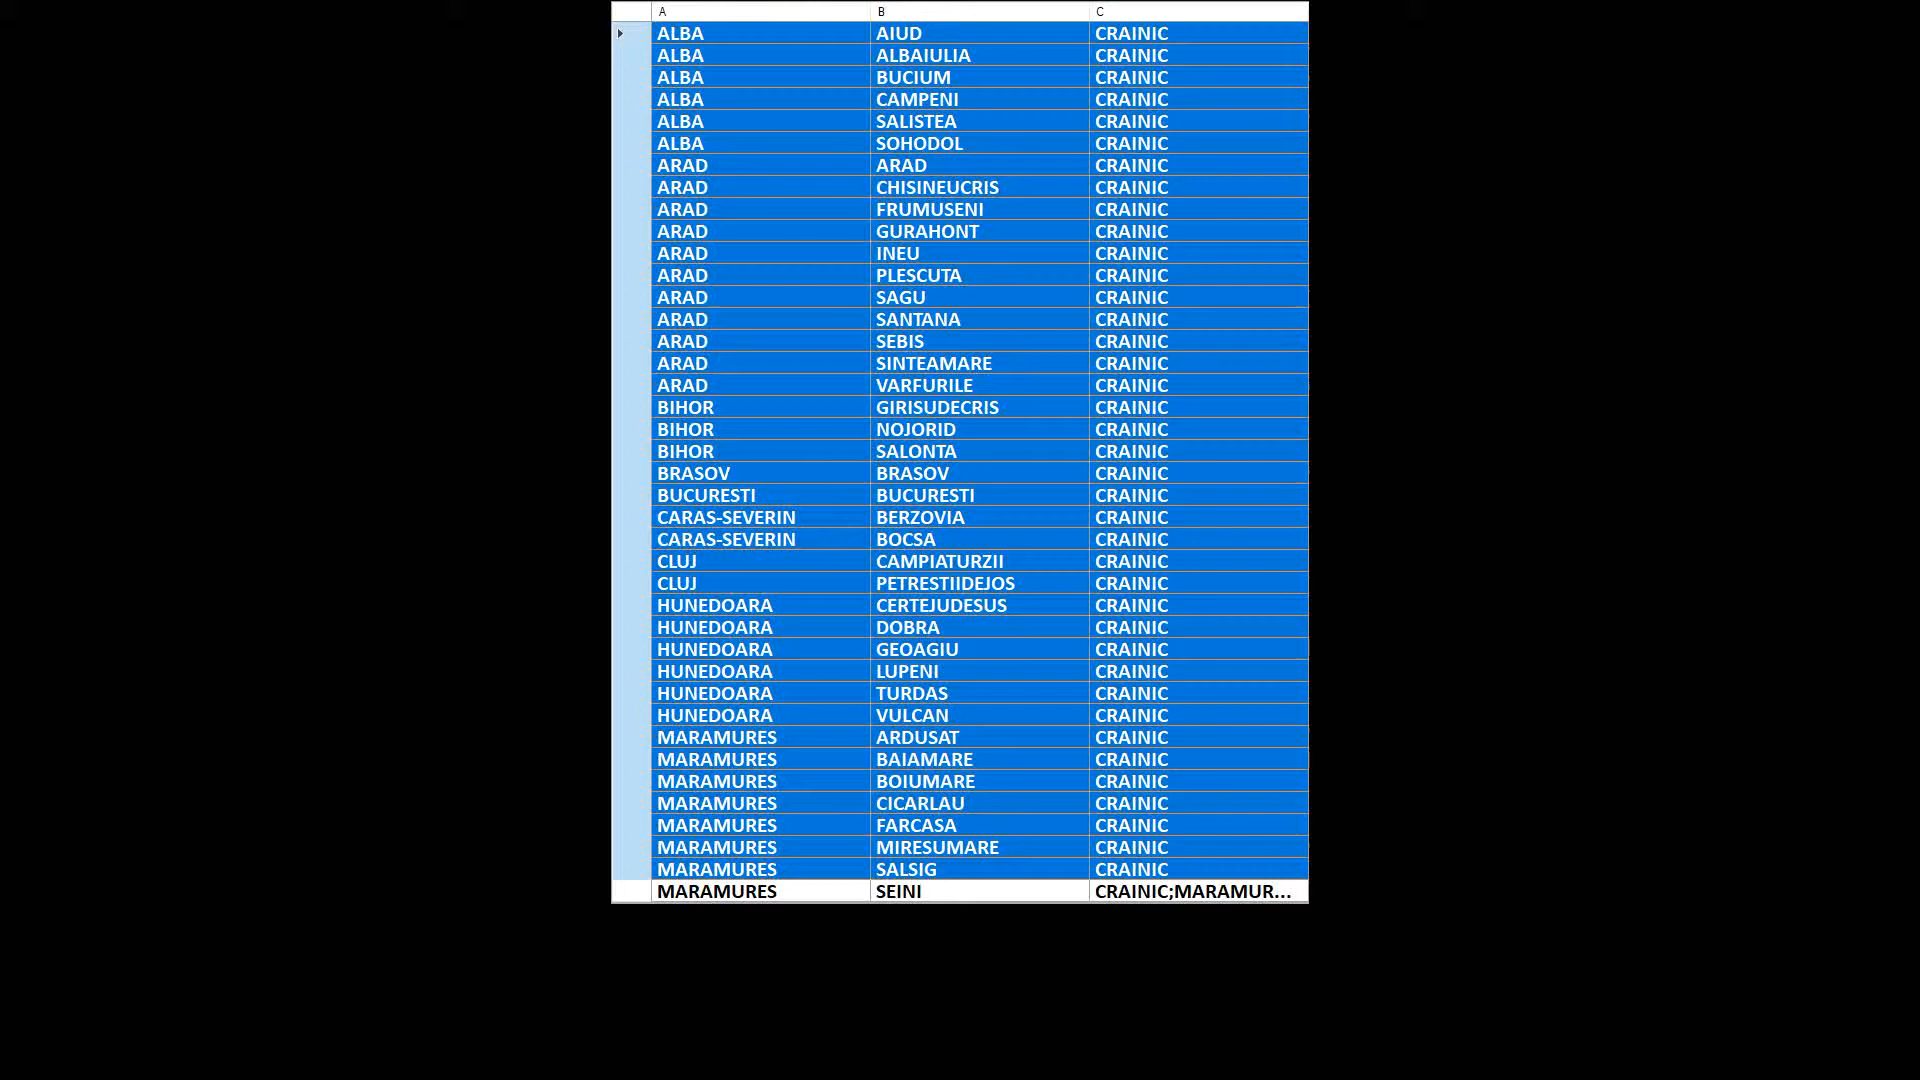 A B C
ALBA AIUD CRAINIC
ALBA ALBAIULIA CRAINIC
ALBA BUCIUM CRAINIC
ALBA CAMPENI CRAINIC
ALBA SALISTEA CRAINIC
ALBA SOHODOL CRAINIC
ARAD ARAD CRAINIC
ARAD CHISINEUCRIS CRAINIC
ARAD FRUMUSENI CRAINIC
ARAD GURAHONT CRAINIC
ARAD INEU CRAINIC
ARAD PLESCUTA CRAINIC
ARAD SAGU CRAINIC
ARAD SANTANA CRAINIC
ARAD SEBIS CRAINIC
ARAD SINTEAMARE CRAINIC
ARAD VARFURILE CRAINIC
BIHOR GIRISUDECRIS CRAINIC
BIHOR NOJORID CRAINIC
BIHOR SALONTA CRAINIC
BRASOV BRASOV CRAINIC
BUCURESTI BUCURESTI CRAINIC
CARAS-SEVERIN BERZOVIA CRAINIC
CARAS-SEVERIN BOCSA CRAINIC
CLUJ CAMPIATURZII CRAINIC
CLUJ PETRESTIIDEJOS CRAINIC
HUNEDOARA CERTEJUDESUS CRAINIC
HUNEDOARA DOBRA CRAINIC
HUNEDOARA GEOAGIU CRAINIC
HUNEDOARA LUPENI CRAINIC
HUNEDOARA TURDAS CRAINIC
HUNEDOARA VULCAN CRAINIC
MARAMURES ARDUSAT CRAINIC
MARAMURES BAIAMARE CRAINIC
MARAMURES BOIUMARE CRAINIC
MARAMURES CICARLAU CRAINIC
MARAMURES FARCASA CRAINIC
MARAMURES MIRESUMARE CRAINIC
MARAMURES SALSIG CRAINIC
MARAMURES SEINI CRAINIC;MARAMUR...